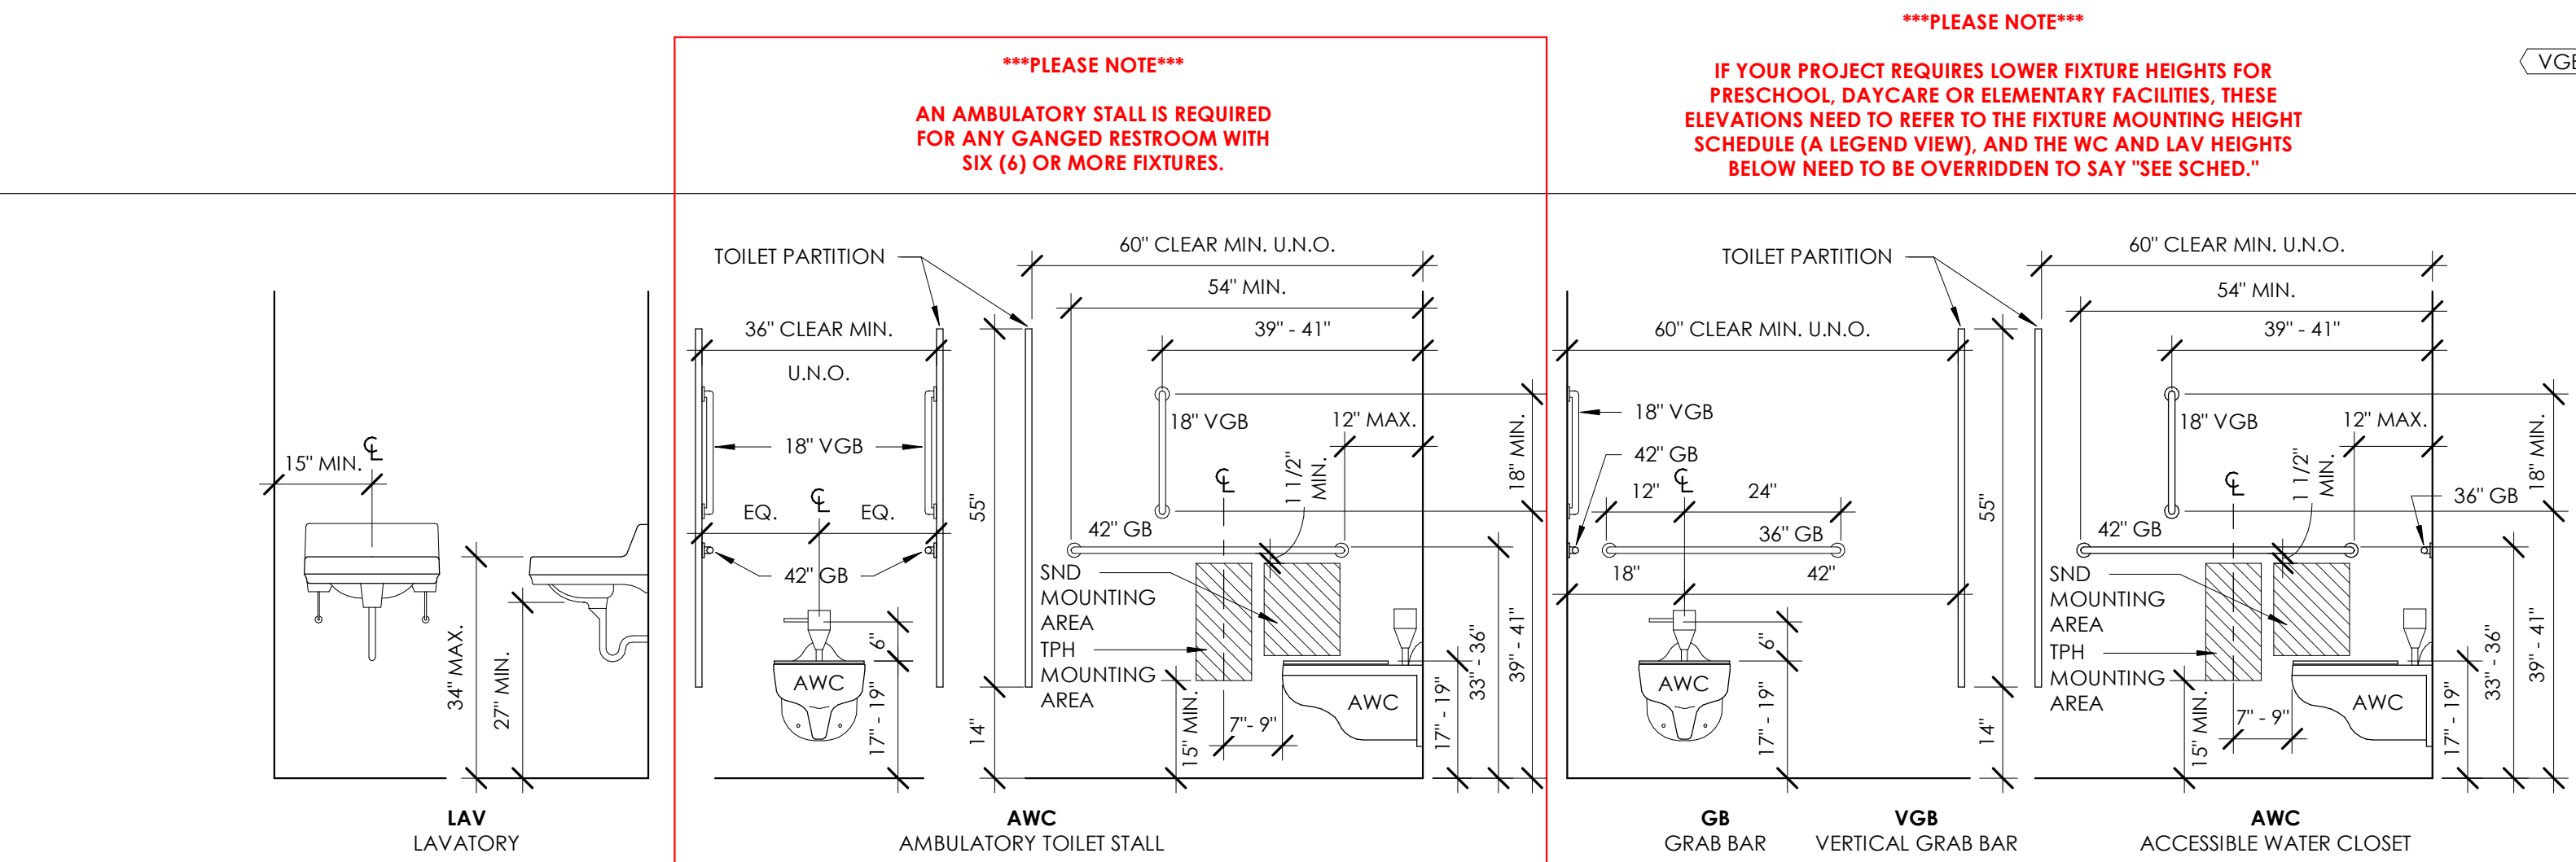 ***PLEASE NOTE***
AN AMBULATORY STALL IS REQUIRED
FOR ANY GANGED RESTROOM WITH
SIX (6) OR MORE FIXTURES.
***PLEASE NOTE***
IF YOUR PROJECT REQUIRES LOWER FIXTURE HEIGHTS FOR
PRESCHOOL, DAYCARE OR ELEMENTARY FACILITIES, THESE
ELEVATIONS NEED TO REFER TO THE FIXTURE MOUNTING HEIGHT
SCHEDULE (A LEGEND VIEW), AND THE WC AND LAV HEIGHTS
BELOW NEED TO BE OVERRIDDEN TO SAY "SEE SCHED."
15" MIN.
℄
34" MAX.
27" MIN.
LAV
LAVATORY
TOILET PARTITION
36" CLEAR MIN.
U.N.O.
18" VGB
℄
EQ.
EQ.
42" GB
AWC
6"
17" - 19"
55"
14"
60" CLEAR MIN. U.N.O.
54" MIN.
39" - 41"
18" VGB
12" MAX.
℄
1 1/2"
MIN.
18" MIN.
42" GB
SND
MOUNTING
AREA
TPH
MOUNTING
AREA
15" MIN.
7"- 9"
AWC
17" - 19"
33" - 36"
39" - 41"
AWC
AMBULATORY TOILET STALL
TOILET PARTITION
60" CLEAR MIN. U.N.O.
18" VGB
42" GB
12"
℄
24"
36" GB
18"
42"
AWC
6"
17" - 19"
55"
14"
GB
GRAB BAR
VGB
VERTICAL GRAB BAR
60" CLEAR MIN. U.N.O.
54" MIN.
39" - 41"
18" VGB
12" MAX.
℄
1 1/2"
MIN.
18" MIN.
36" GB
42" GB
SND
MOUNTING
AREA
TPH
MOUNTING
AREA
15" MIN.
7" - 9"
AWC
17" - 19"
33" - 36"
39" - 41"
AWC
ACCESSIBLE WATER CLOSET